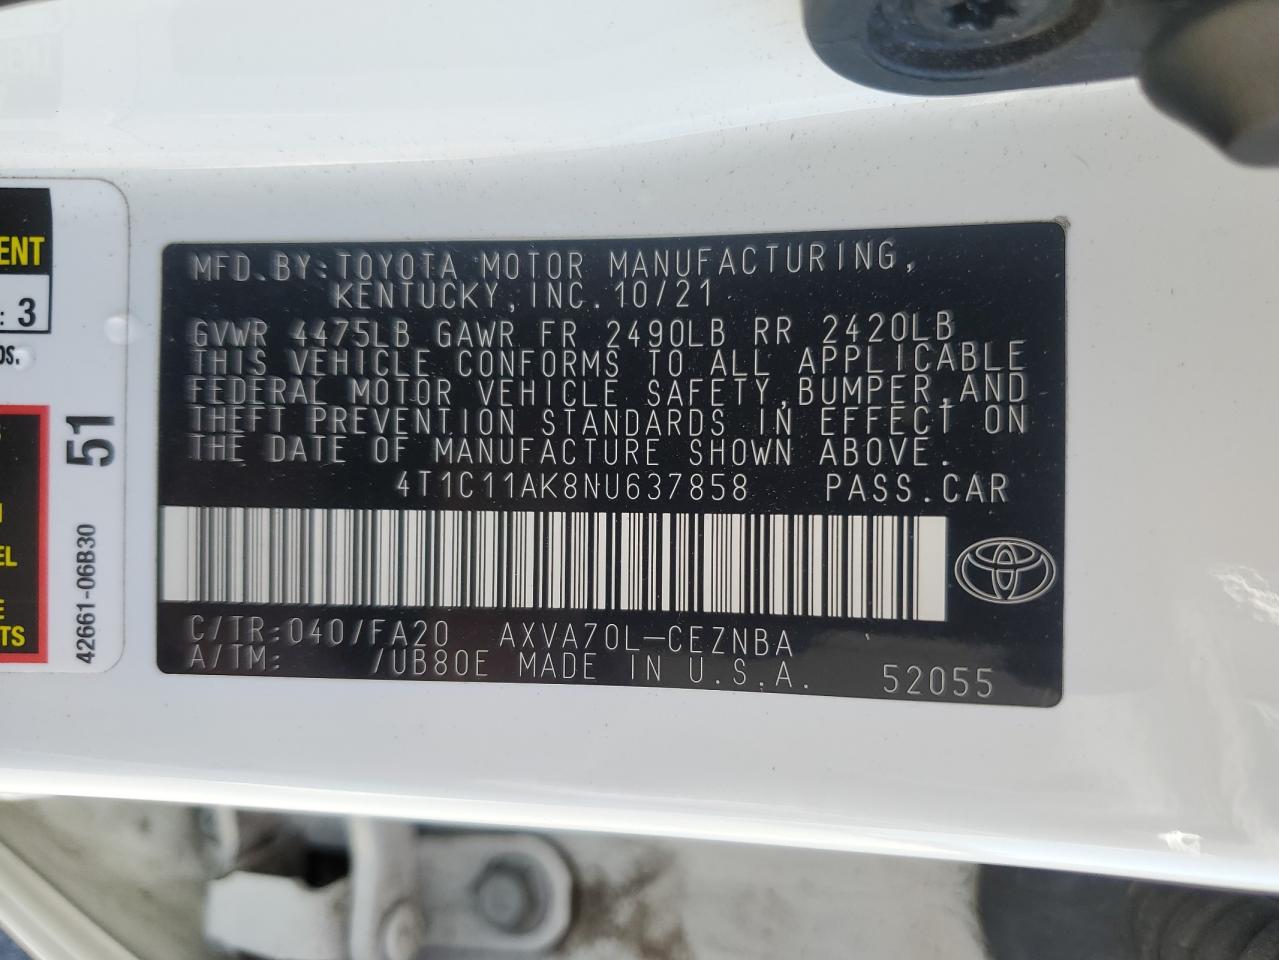 ENT
: 3
OS.
51
42661-06B30
EL
E
TS
MFD.BY:TOYOTA MOTOR MANUFACTURING,
KENTUCKY,INC.10/21
GVWR 4475LB GAWR FR 2490LB RR 2420LB
THIS VEHICLE CONFORMS TO ALL APPLICABLE
FEDERAL MOTOR VEHICLE SAFETY,BUMPER,AND
THEFT PREVENTION STANDARDS IN EFFECT ON
THE DATE OF MANUFACTURE SHOWN ABOVE.
4T1C11AK8NU637858 PASS.CAR
C/TR:040/FA20 AXVA70L-CEZNBA
A/TM: /UB80E MADE IN U.S.A. 52055